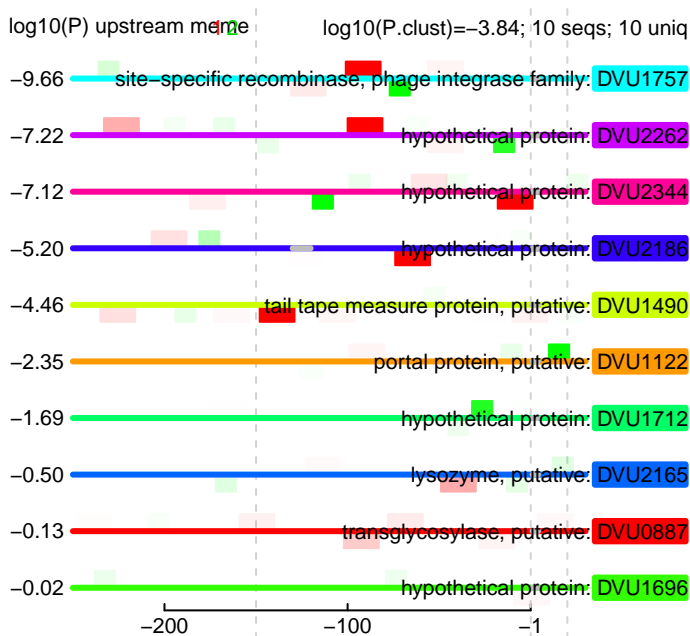 log10(P) upstream meme 12 log10(P.clust)=−3.84; 10 seqs; 10 uniq
−9.66 site−specific recombinase, phage integrase family: DVU1757
−7.22 hypothetical protein: DVU2262
−7.12 hypothetical protein: DVU2344
−5.20 hypothetical protein: DVU2186
−4.46 tail tape measure protein, putative: DVU1490
−2.35 portal protein, putative: DVU1122
−1.69 hypothetical protein: DVU1712
−0.50 lysozyme, putative: DVU2165
−0.13 transglycosylase, putative: DVU0887
−0.02 hypothetical protein: DVU1696
−200 −100 −1